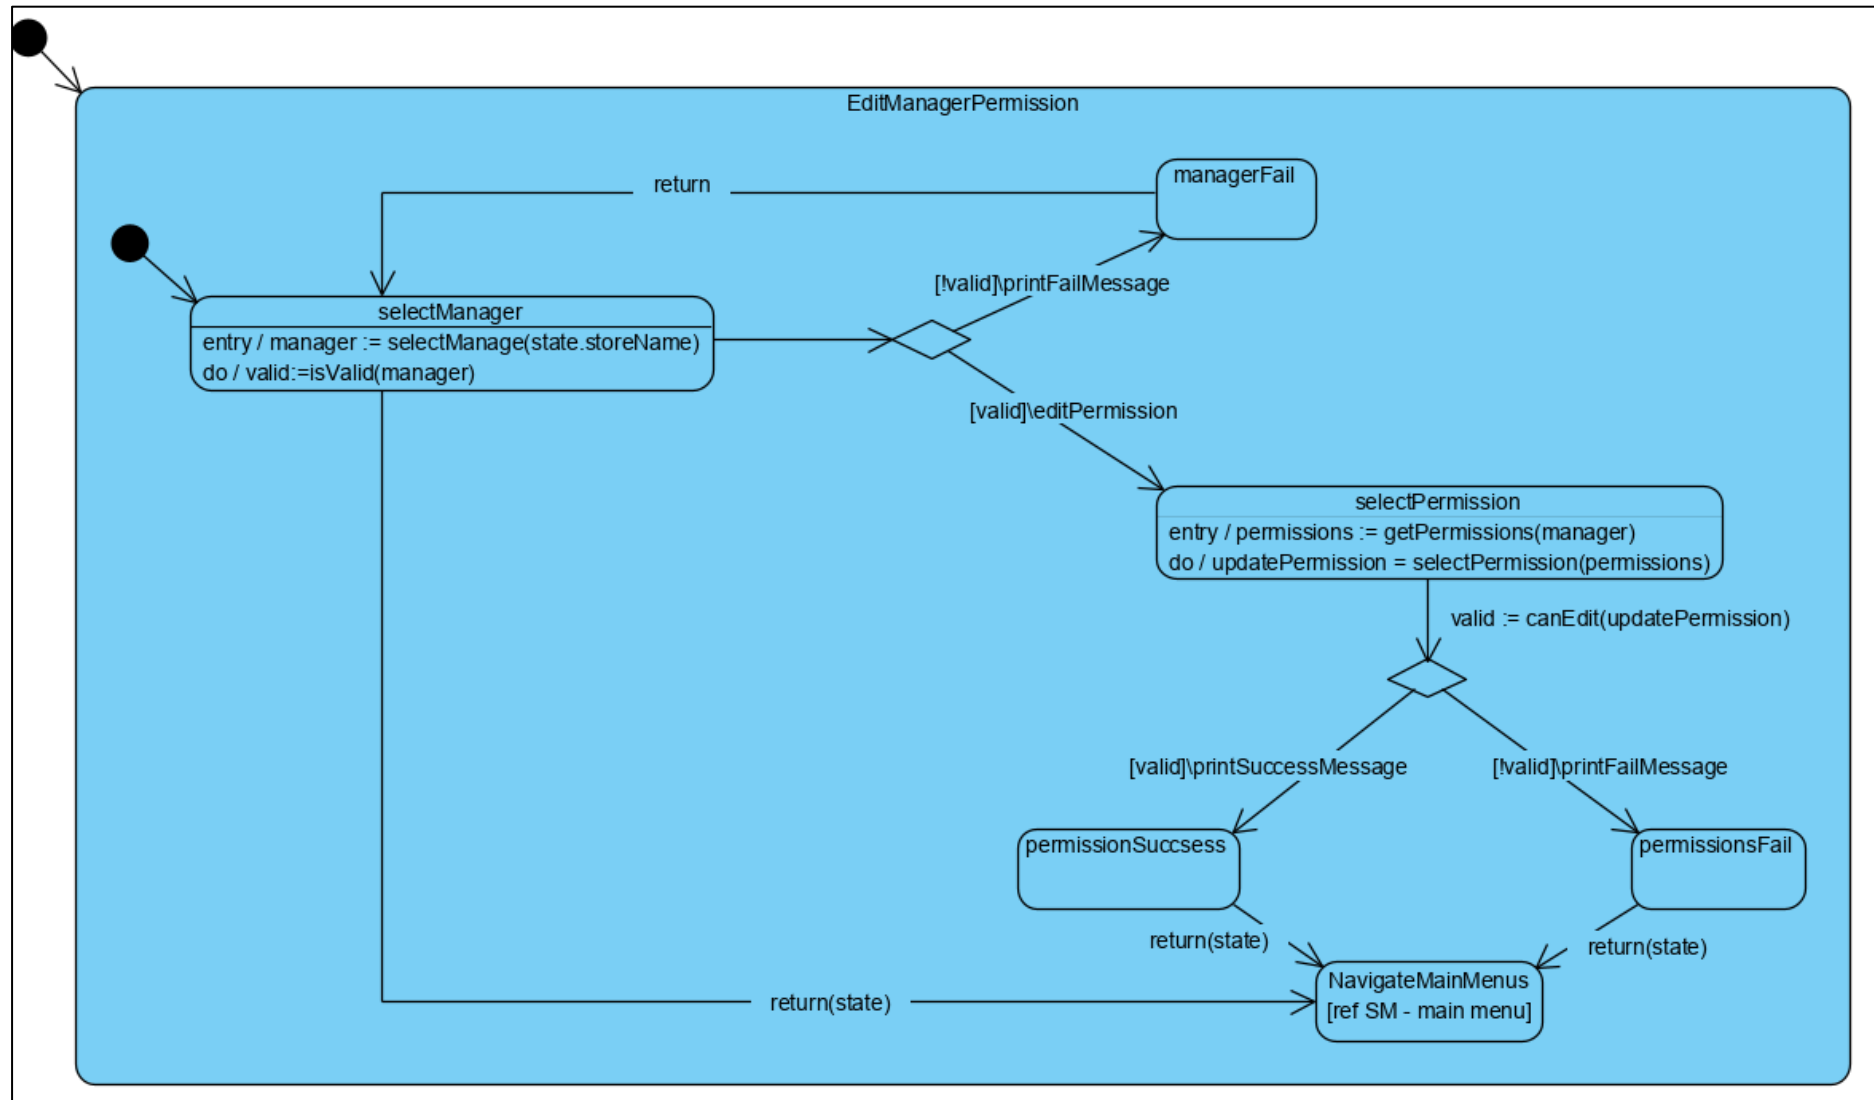 EditManagerPermission
managerFail
return
[!valid]\printFailMessage
selectManager
entry / manager := selectManage(state.storeName)
do / valid:=isValid(manager)
[valid]\editPermission
selectPermission
entry / permissions := getPermissions(manager)
do / updatePermission = selectPermission(permissions)
valid := canEdit(updatePermission)
[valid]\printSuccessMessage
[!valid]\printFailMessage
permissionSuccsess
permissionsFail
return(state)
return(state)
NavigateMainMenus
[ref SM - main menu]
return(state)